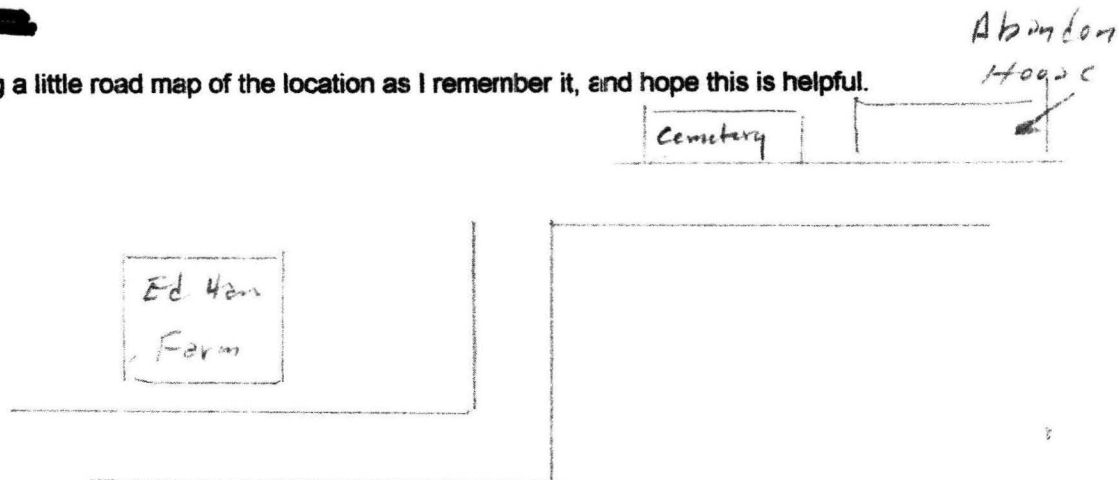 Abandon
House
a little road map of the location as I remember it, and hope this is helpful.
Cemetery
Ed
Farm